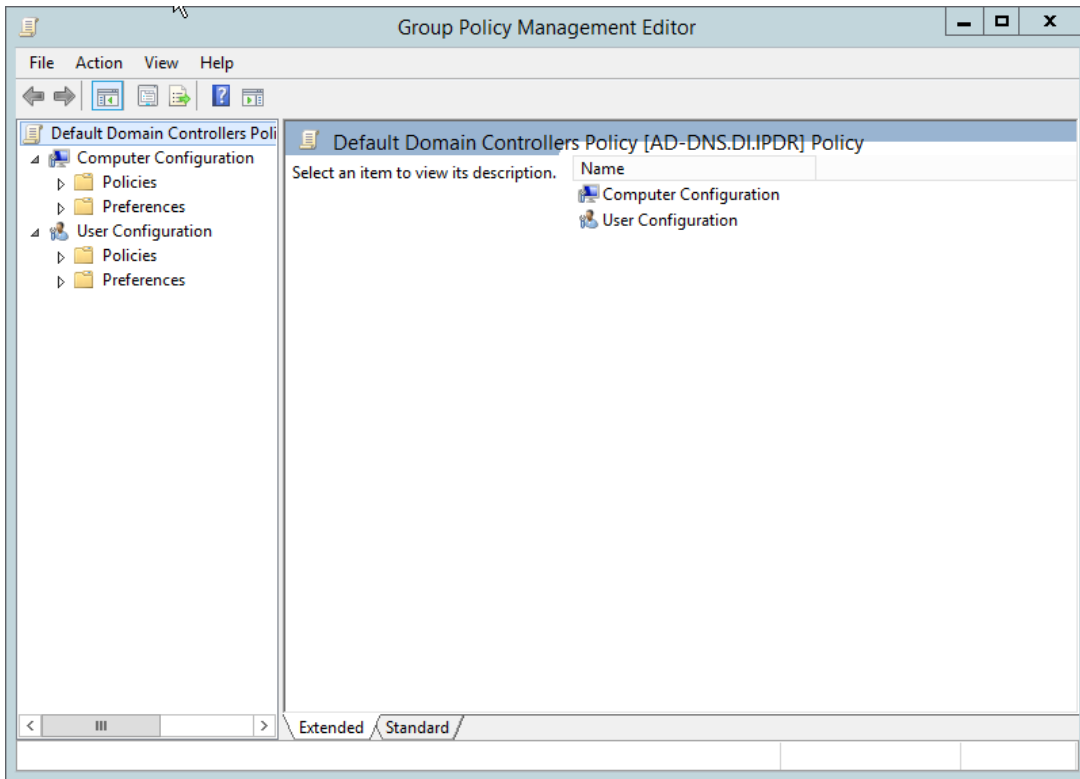 Group Policy Management Editor
File Action View Help
Default Domain Controllers Poli
Computer Configuration
Policies
Preferences
User Configuration
Policies
Preferences
Default Domain Controllers Policy [AD-DNS.DI.IPDR] Policy
Select an item to view its description.
Name
Computer Configuration
User Configuration
Extended Standard